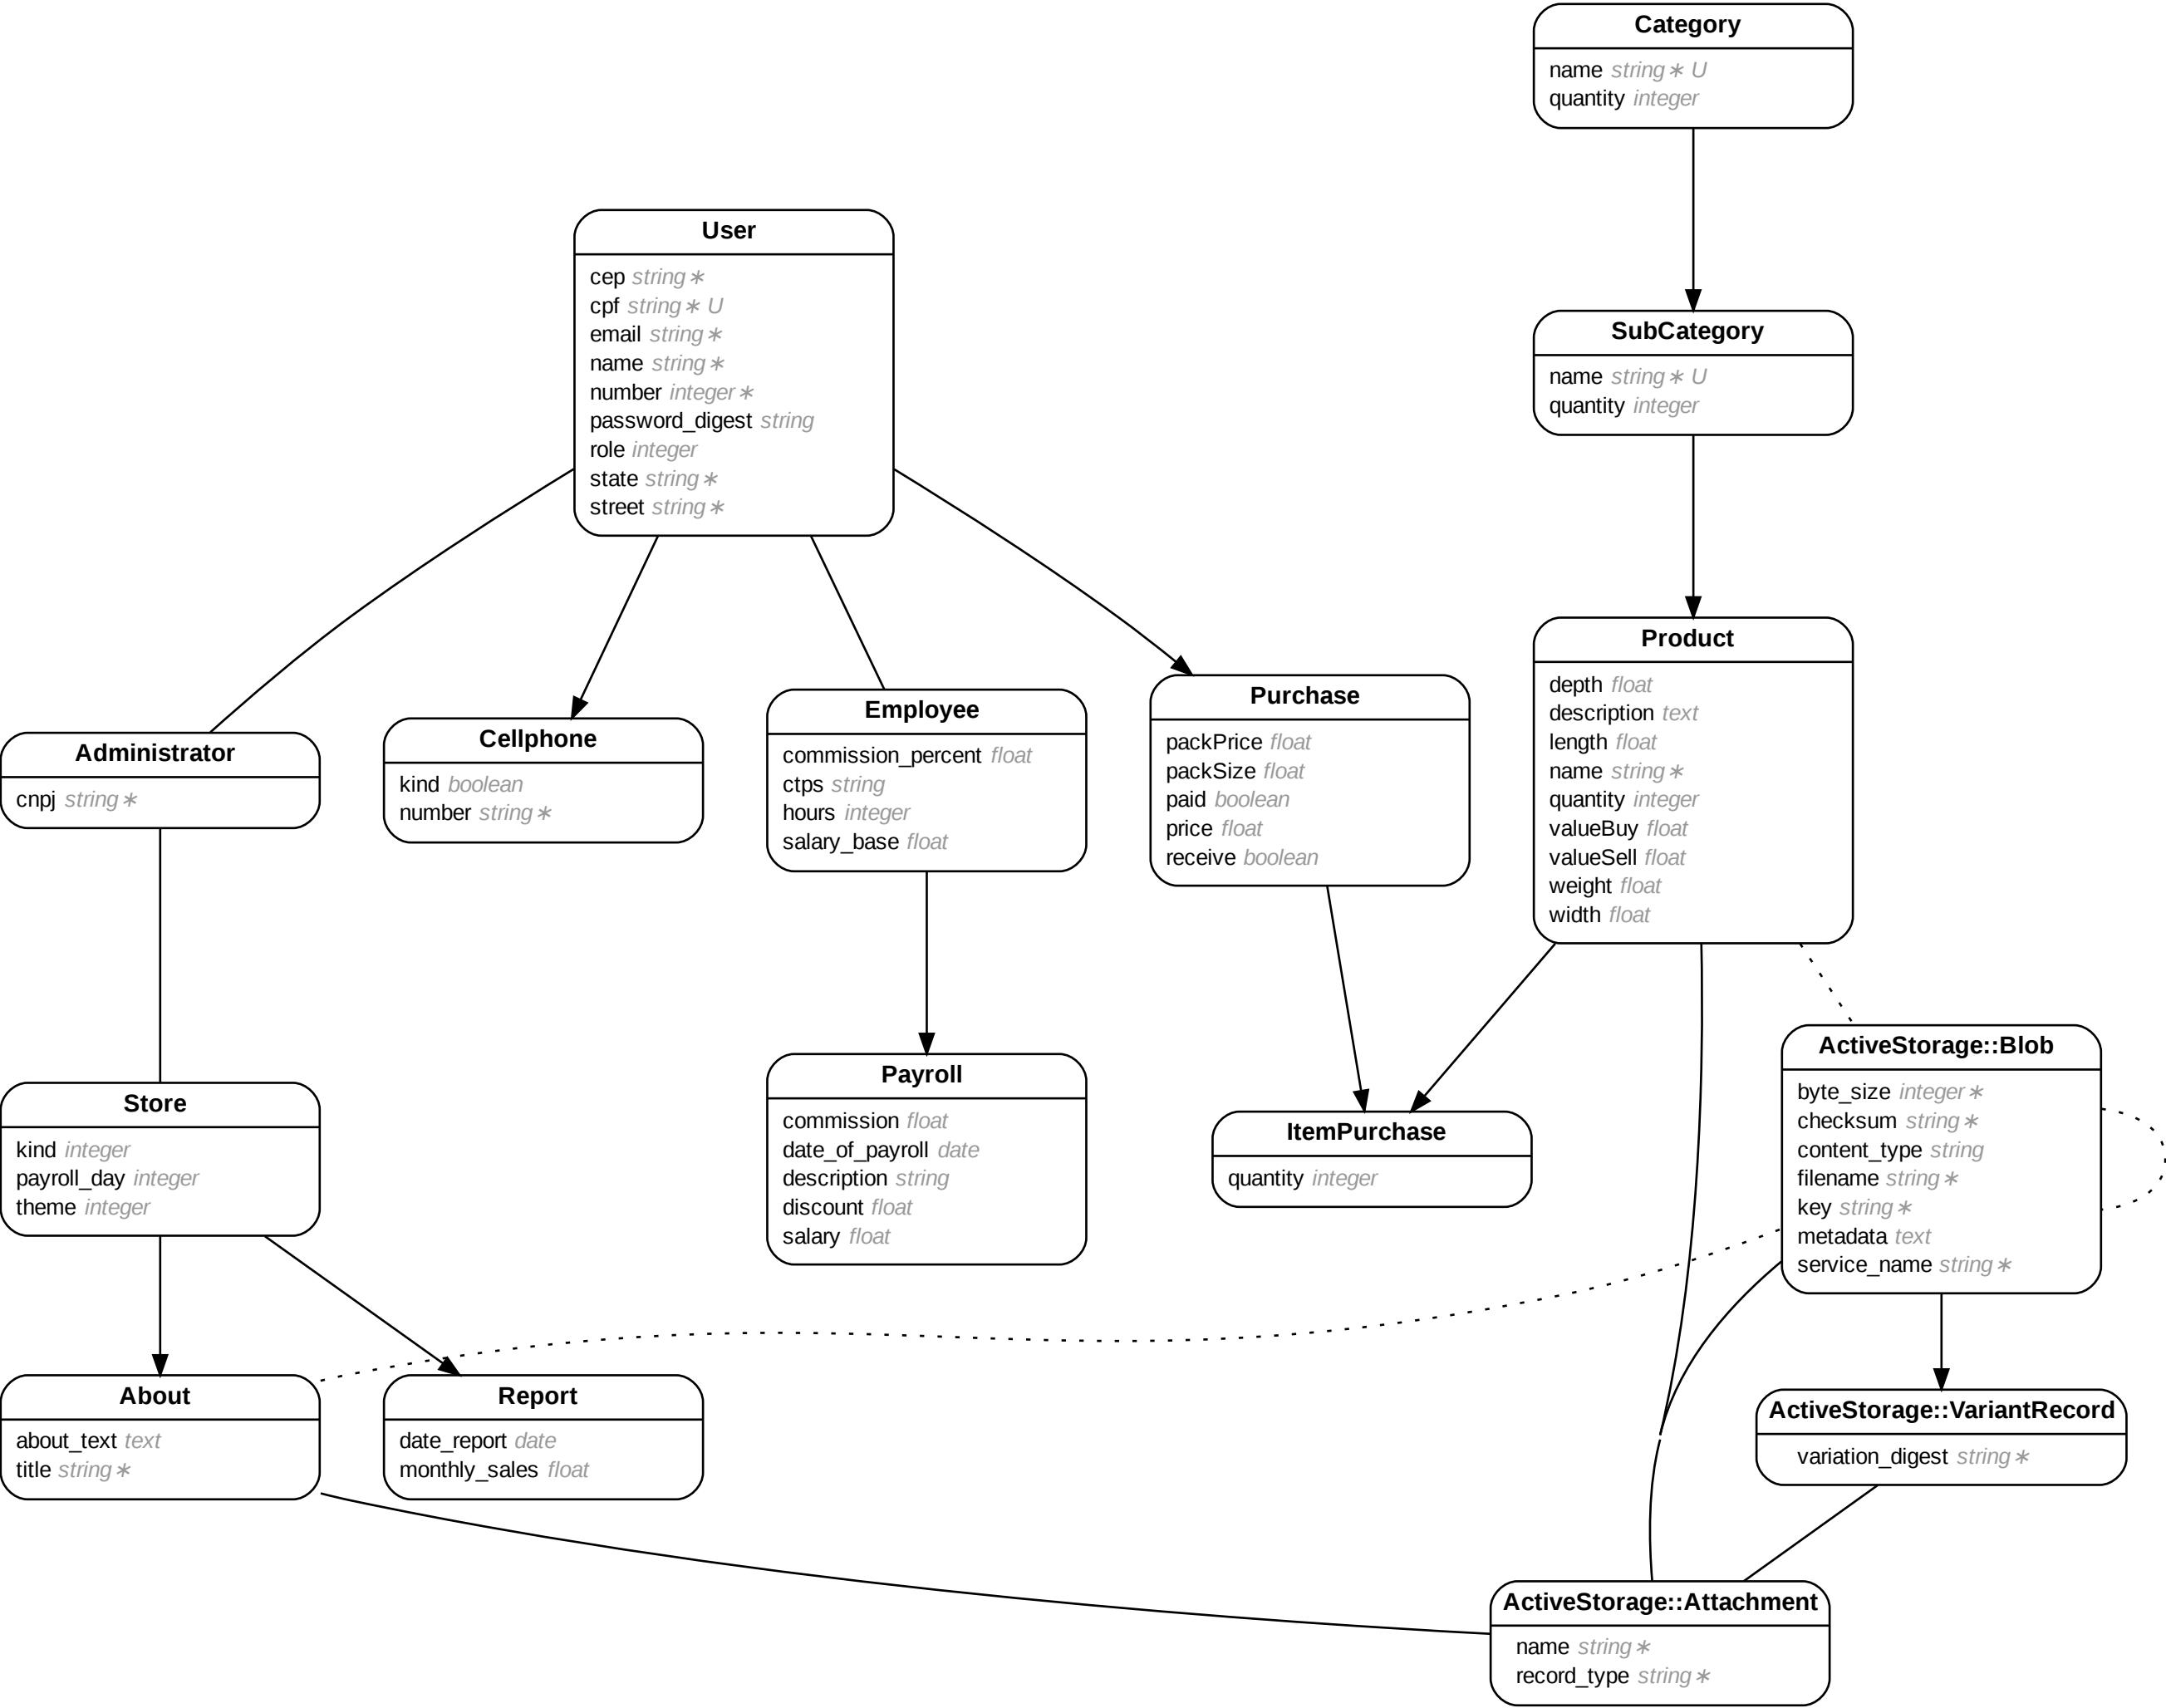 Category
name string∗ U
quantity integer
User
cep string∗
cpf string∗ U
email string∗
name string∗
number integer∗
password_digest string
role integer
state string∗
street string∗
SubCategory
name string∗ U
quantity integer
Product
depth float
description text
length float
name string∗
quantity integer
valueBuy float
valueSell float
weight float
width float
Administrator
cnpj string∗
Cellphone
kind boolean
number string∗
Employee
commission_percent float
ctps string
hours integer
salary_base float
Purchase
packPrice float
packSize float
paid boolean
price float
receive boolean
Store
kind integer
payroll_day integer
theme integer
Payroll
commission float
date_of_payroll date
description string
discount float
salary float
ItemPurchase
quantity integer
ActiveStorage::Blob
byte_size integer∗
checksum string∗
content_type string
filename string∗
key string∗
metadata text
service_name string∗
About
about_text text
title string∗
Report
date_report date
monthly_sales float
ActiveStorage::VariantRecord
variation_digest string∗
ActiveStorage::Attachment
name string∗
record_type string∗